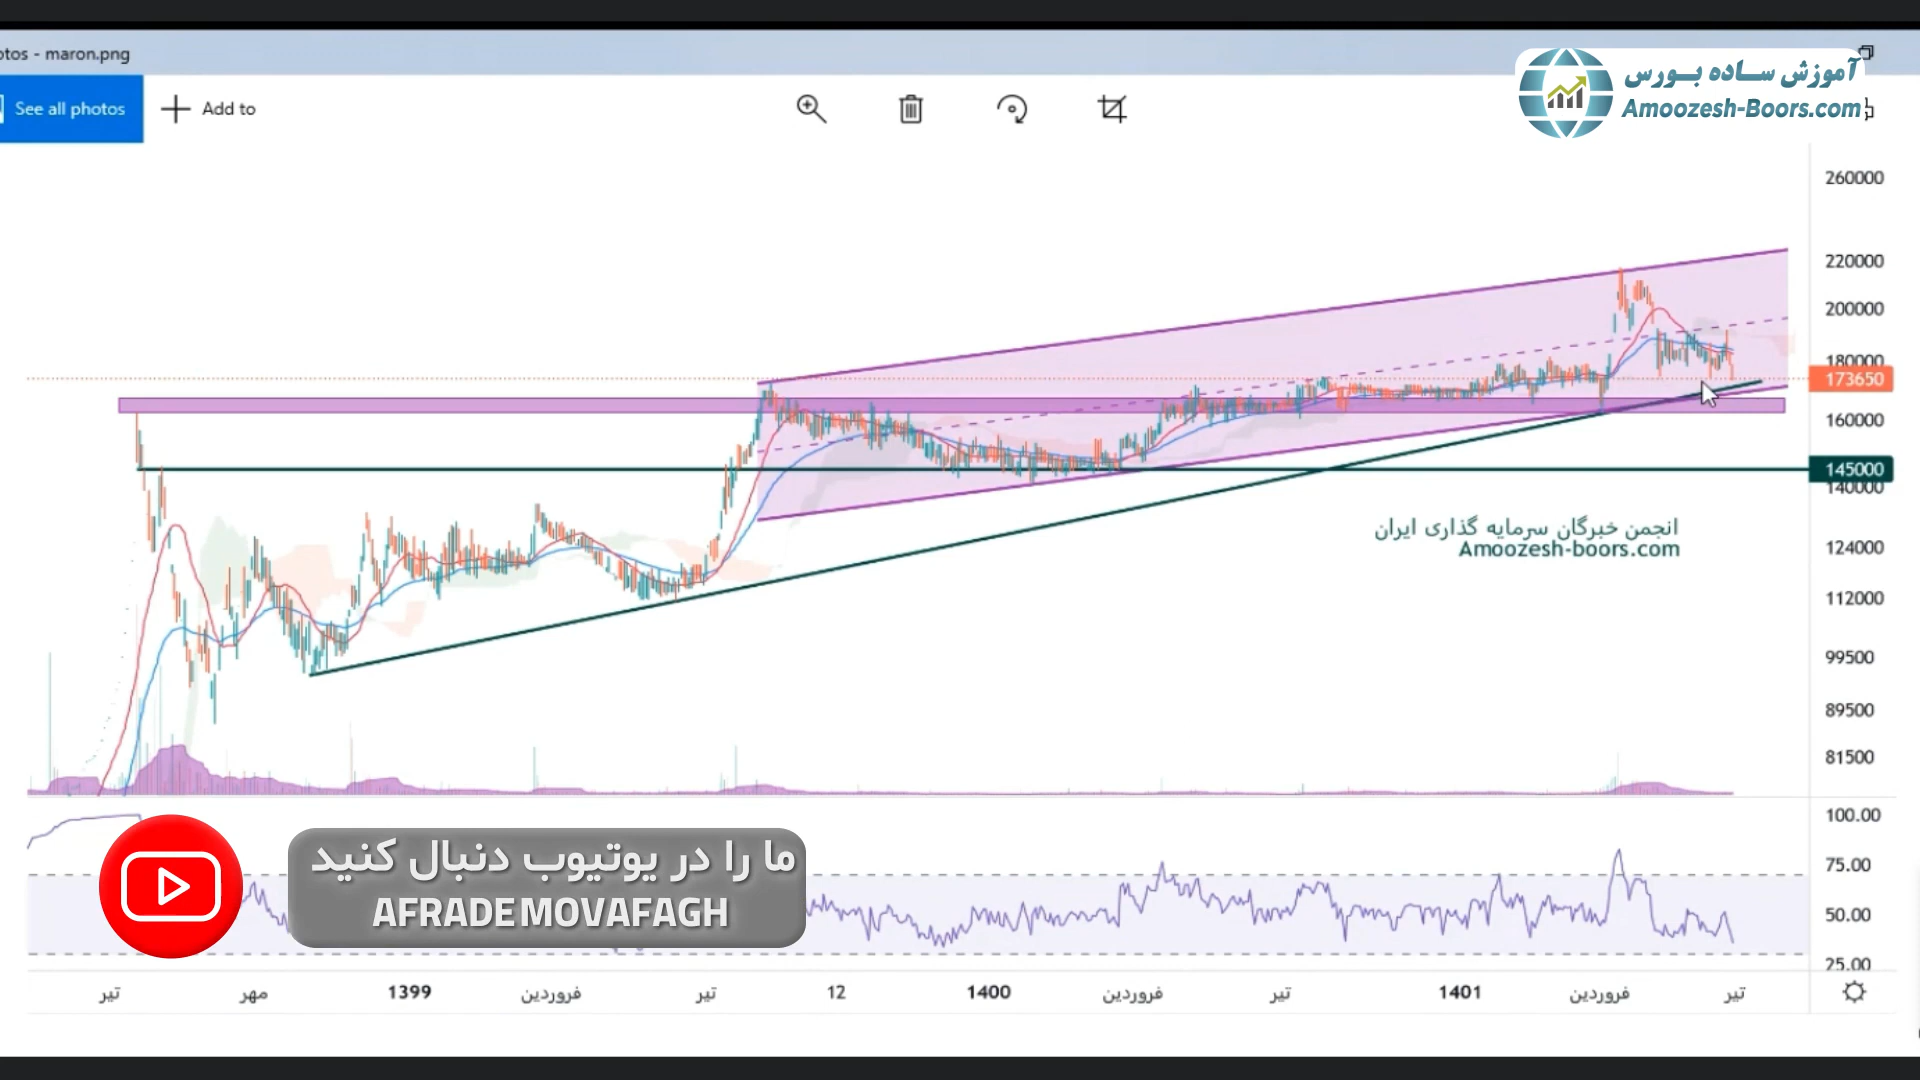 otos - maron.png
See all photos
Add to
آموزش ساده بورس
Amoozesh-Boors.com
260000
220000
200000
180000
173650
160000
145000
140000
124000
112000
99500
89500
81500
انجمن خبرگان سرمایه گذاری ایران
Amoozesh-boors.com
100.00
75.00
50.00
25.00
ما را در یوتیوب دنبال کنید
AFRADE MOVAFAGH
تیر مهر 1399 فروردین تیر 12 1400 فروردین تیر 1401 فروردین تیر